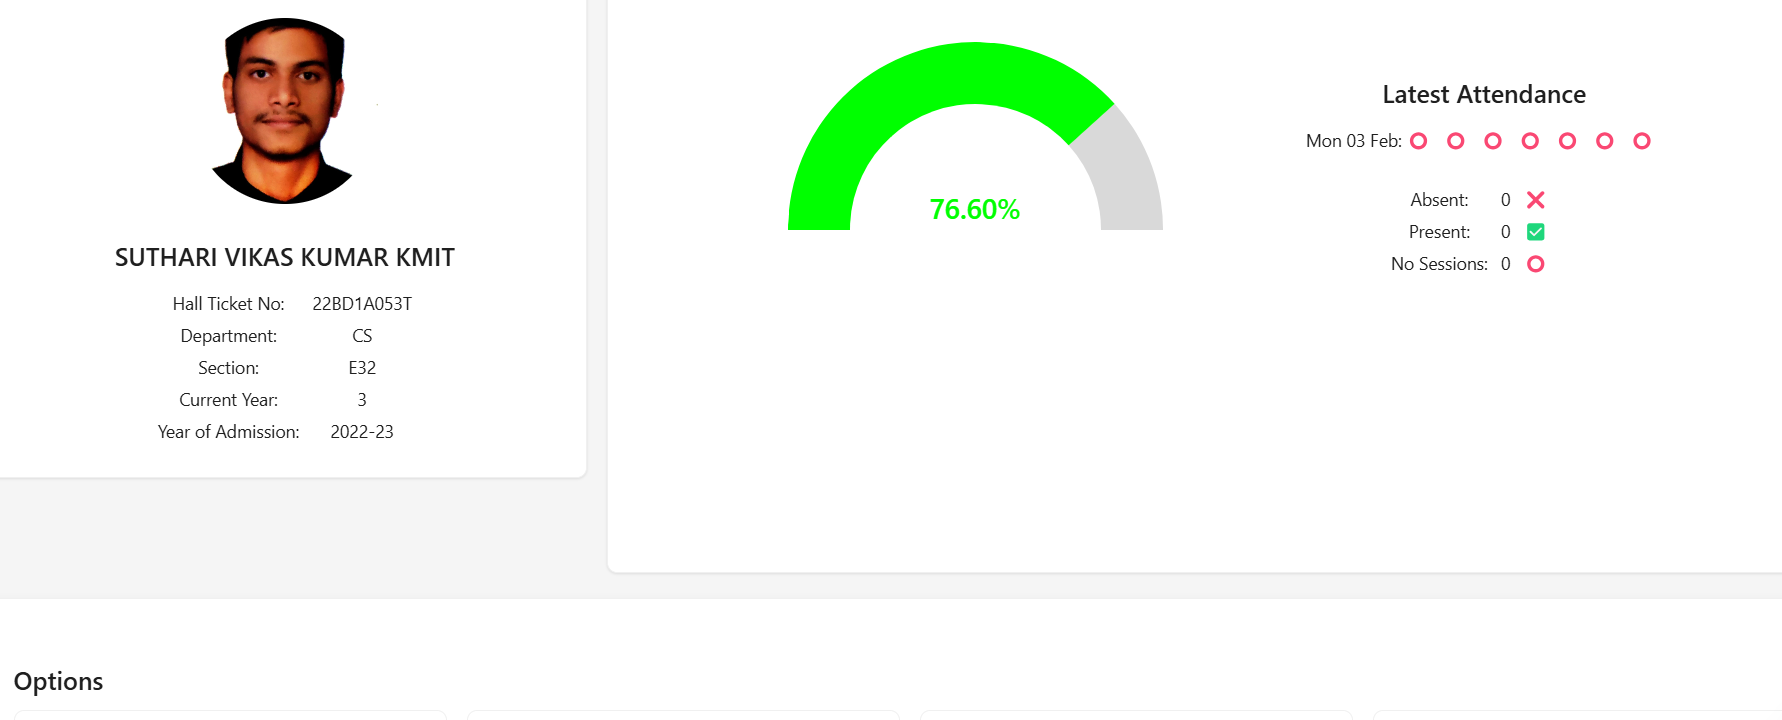 SUTHARI VIKAS KUMAR KMIT
Hall Ticket No: 22BD1A053T
Department: CS
Section: E32
Current Year: 3
Year of Admission: 2022-23
76.60%
Latest Attendance
Mon 03 Feb:
Absent: 0
Present: 0
No Sessions: 0
Options